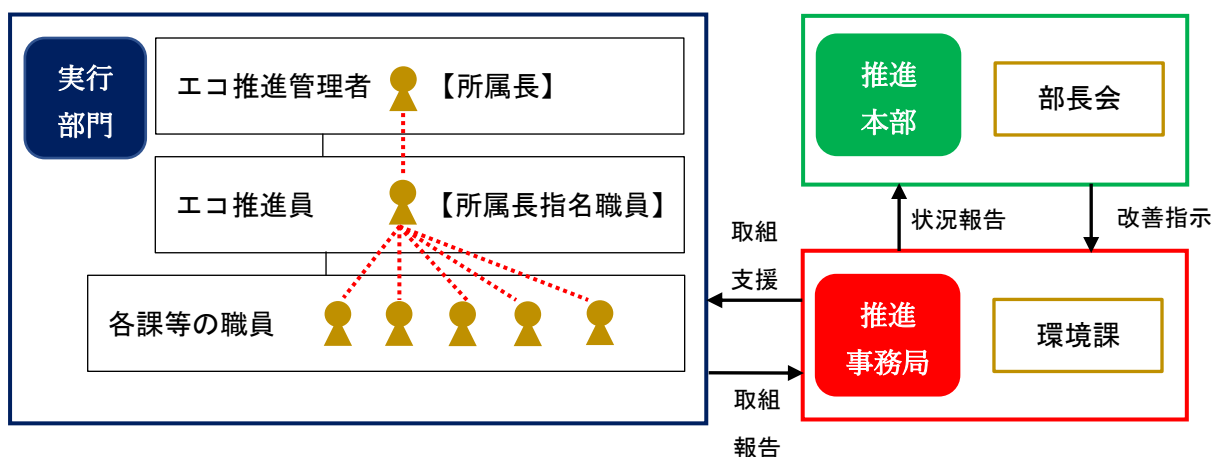 実行
部門
エコ推進管理者 【所属長】
エコ推進員 【所属長指名職員】
各課等の職員
推進
本部
部長会
状況報告
改善指示
取組
支援
推進
事務局
環境課
取組
報告